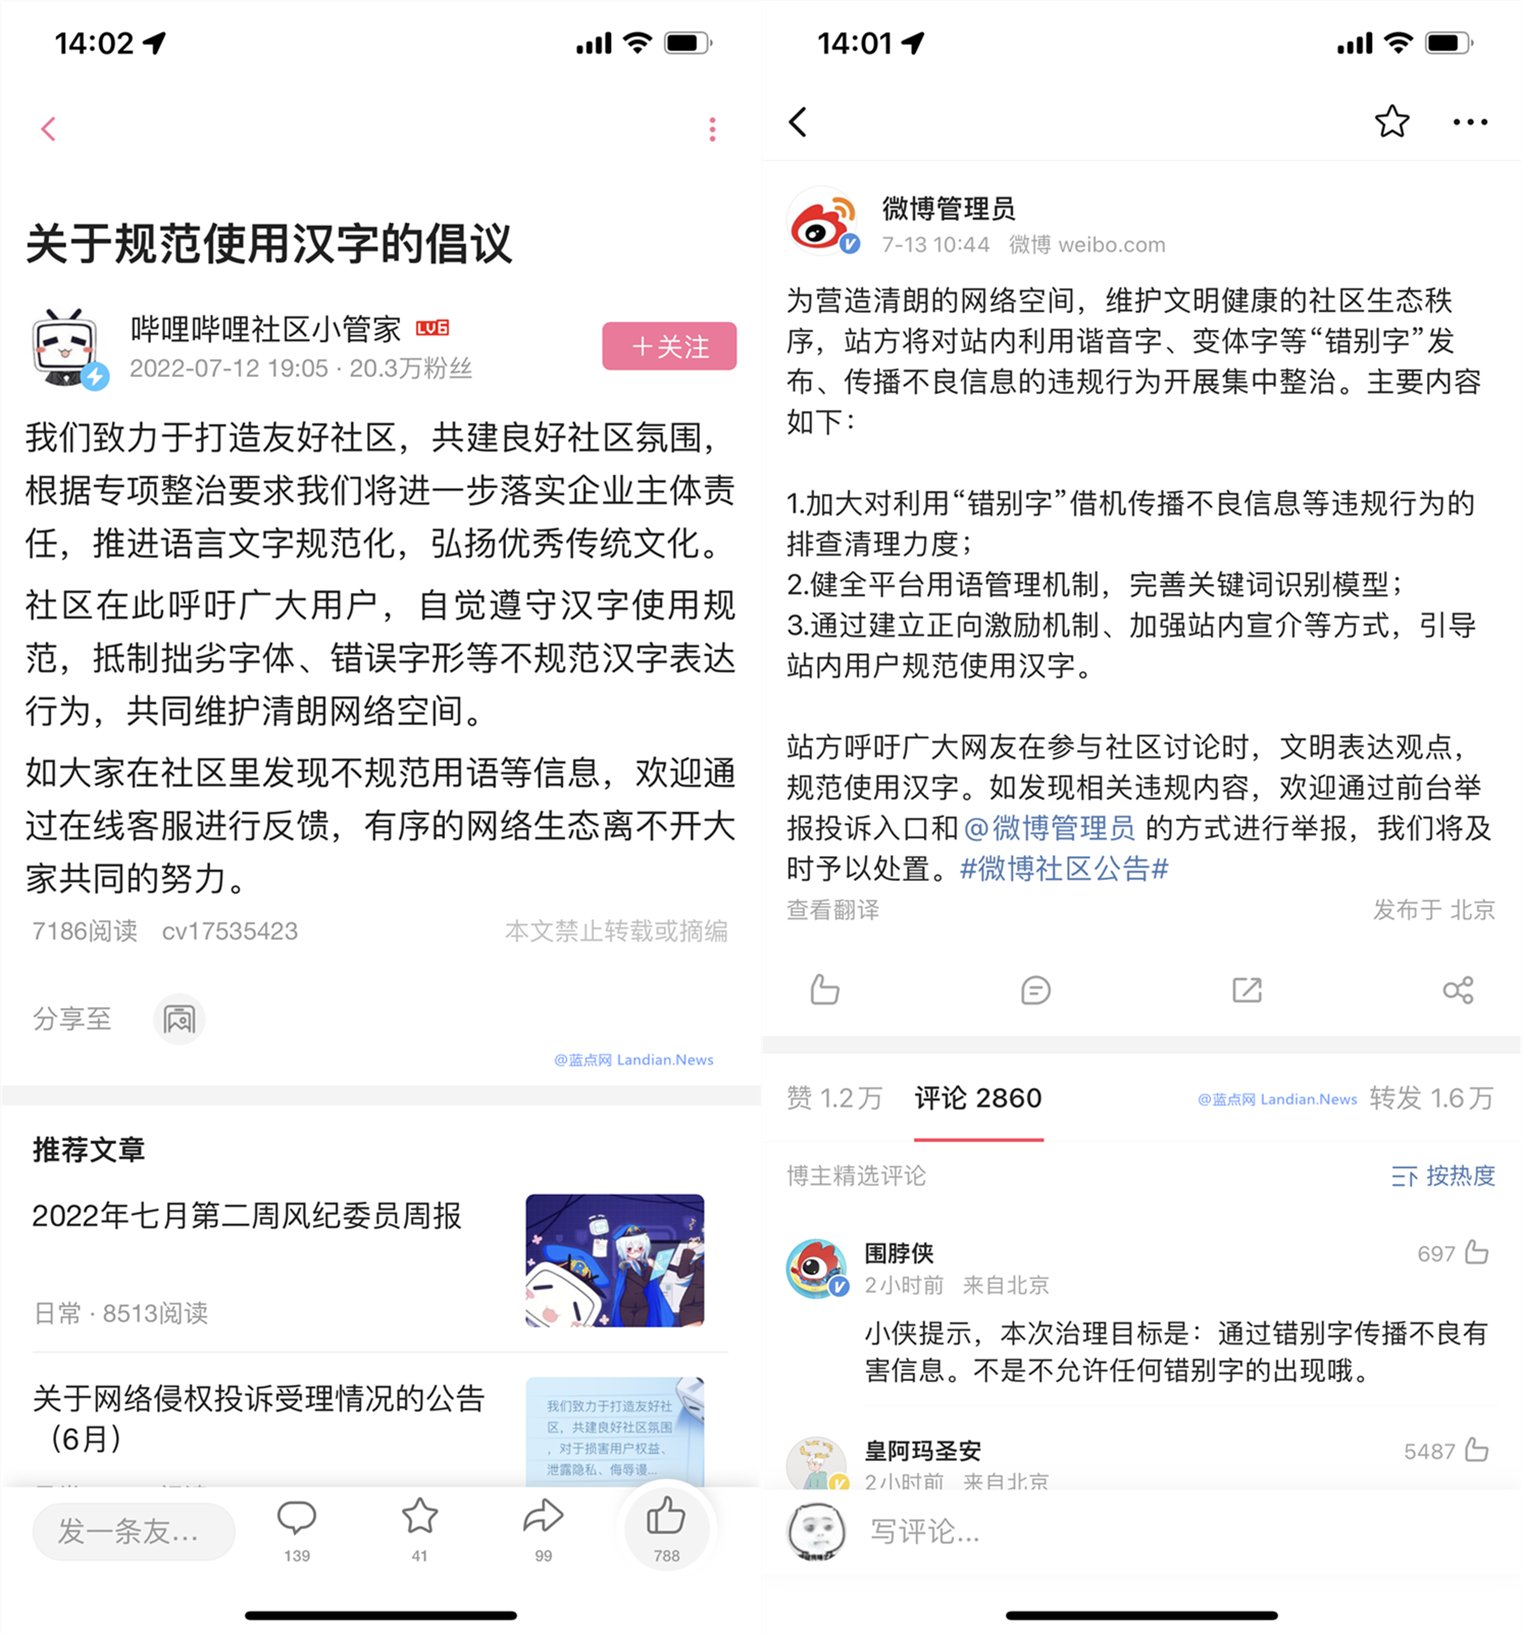 14:02
关于规范使用汉字的倡议
哔哩哔哩社区小管家 LV6
2022-07-12 19:05 · 20.3万粉丝
＋关注
我们致力于打造友好社区，共建良好社区氛围，
根据专项整治要求我们将进一步落实企业主体责
任，推进语言文字规范化，弘扬优秀传统文化。
社区在此呼吁广大用户，自觉遵守汉字使用规
范，抵制拙劣字体、错误字形等不规范汉字表达
行为，共同维护清朗网络空间。
如大家在社区里发现不规范用语等信息，欢迎通
过在线客服进行反馈，有序的网络生态离不开大
家共同的努力。
7186阅读 cv17535423 本文禁止转载或摘编
分享至
@蓝点网 Landian.News
推荐文章
2022年七月第二周风纪委员周报
日常 · 8513阅读
关于网络侵权投诉受理情况的公告
（6月）
我们致力于打造友好社
区，共建良好社区氛围
，对于损害用户权益、
泄露隐私、侮辱谩...
发一条友...
139
41
99
788
14:01
微博管理员
7-13 10:44 微博 weibo.com
为营造清朗的网络空间，维护文明健康的社区生态秩
序，站方将对站内利用谐音字、变体字等“错别字”发
布、传播不良信息的违规行为开展集中整治。主要内容
如下：
1.加大对利用“错别字”借机传播不良信息等违规行为的
排查清理力度；
2.健全平台用语管理机制，完善关键词识别模型；
3.通过建立正向激励机制、加强站内宣介等方式，引导
站内用户规范使用汉字。
站方呼吁广大网友在参与社区讨论时，文明表达观点，
规范使用汉字。如发现相关违规内容，欢迎通过前台举
报投诉入口和@微博管理员 的方式进行举报，我们将及
时予以处置。#微博社区公告#
查看翻译 发布于 北京
赞 1.2万 评论 2860 @蓝点网 Landian.News 转发 1.6万
博主精选评论 按热度
围脖侠 697
2小时前 来自北京
小侠提示，本次治理目标是：通过错别字传播不良有
害信息。不是不允许任何错别字的出现哦。
皇阿玛圣安 5487
2小时前 来自北京
写评论...